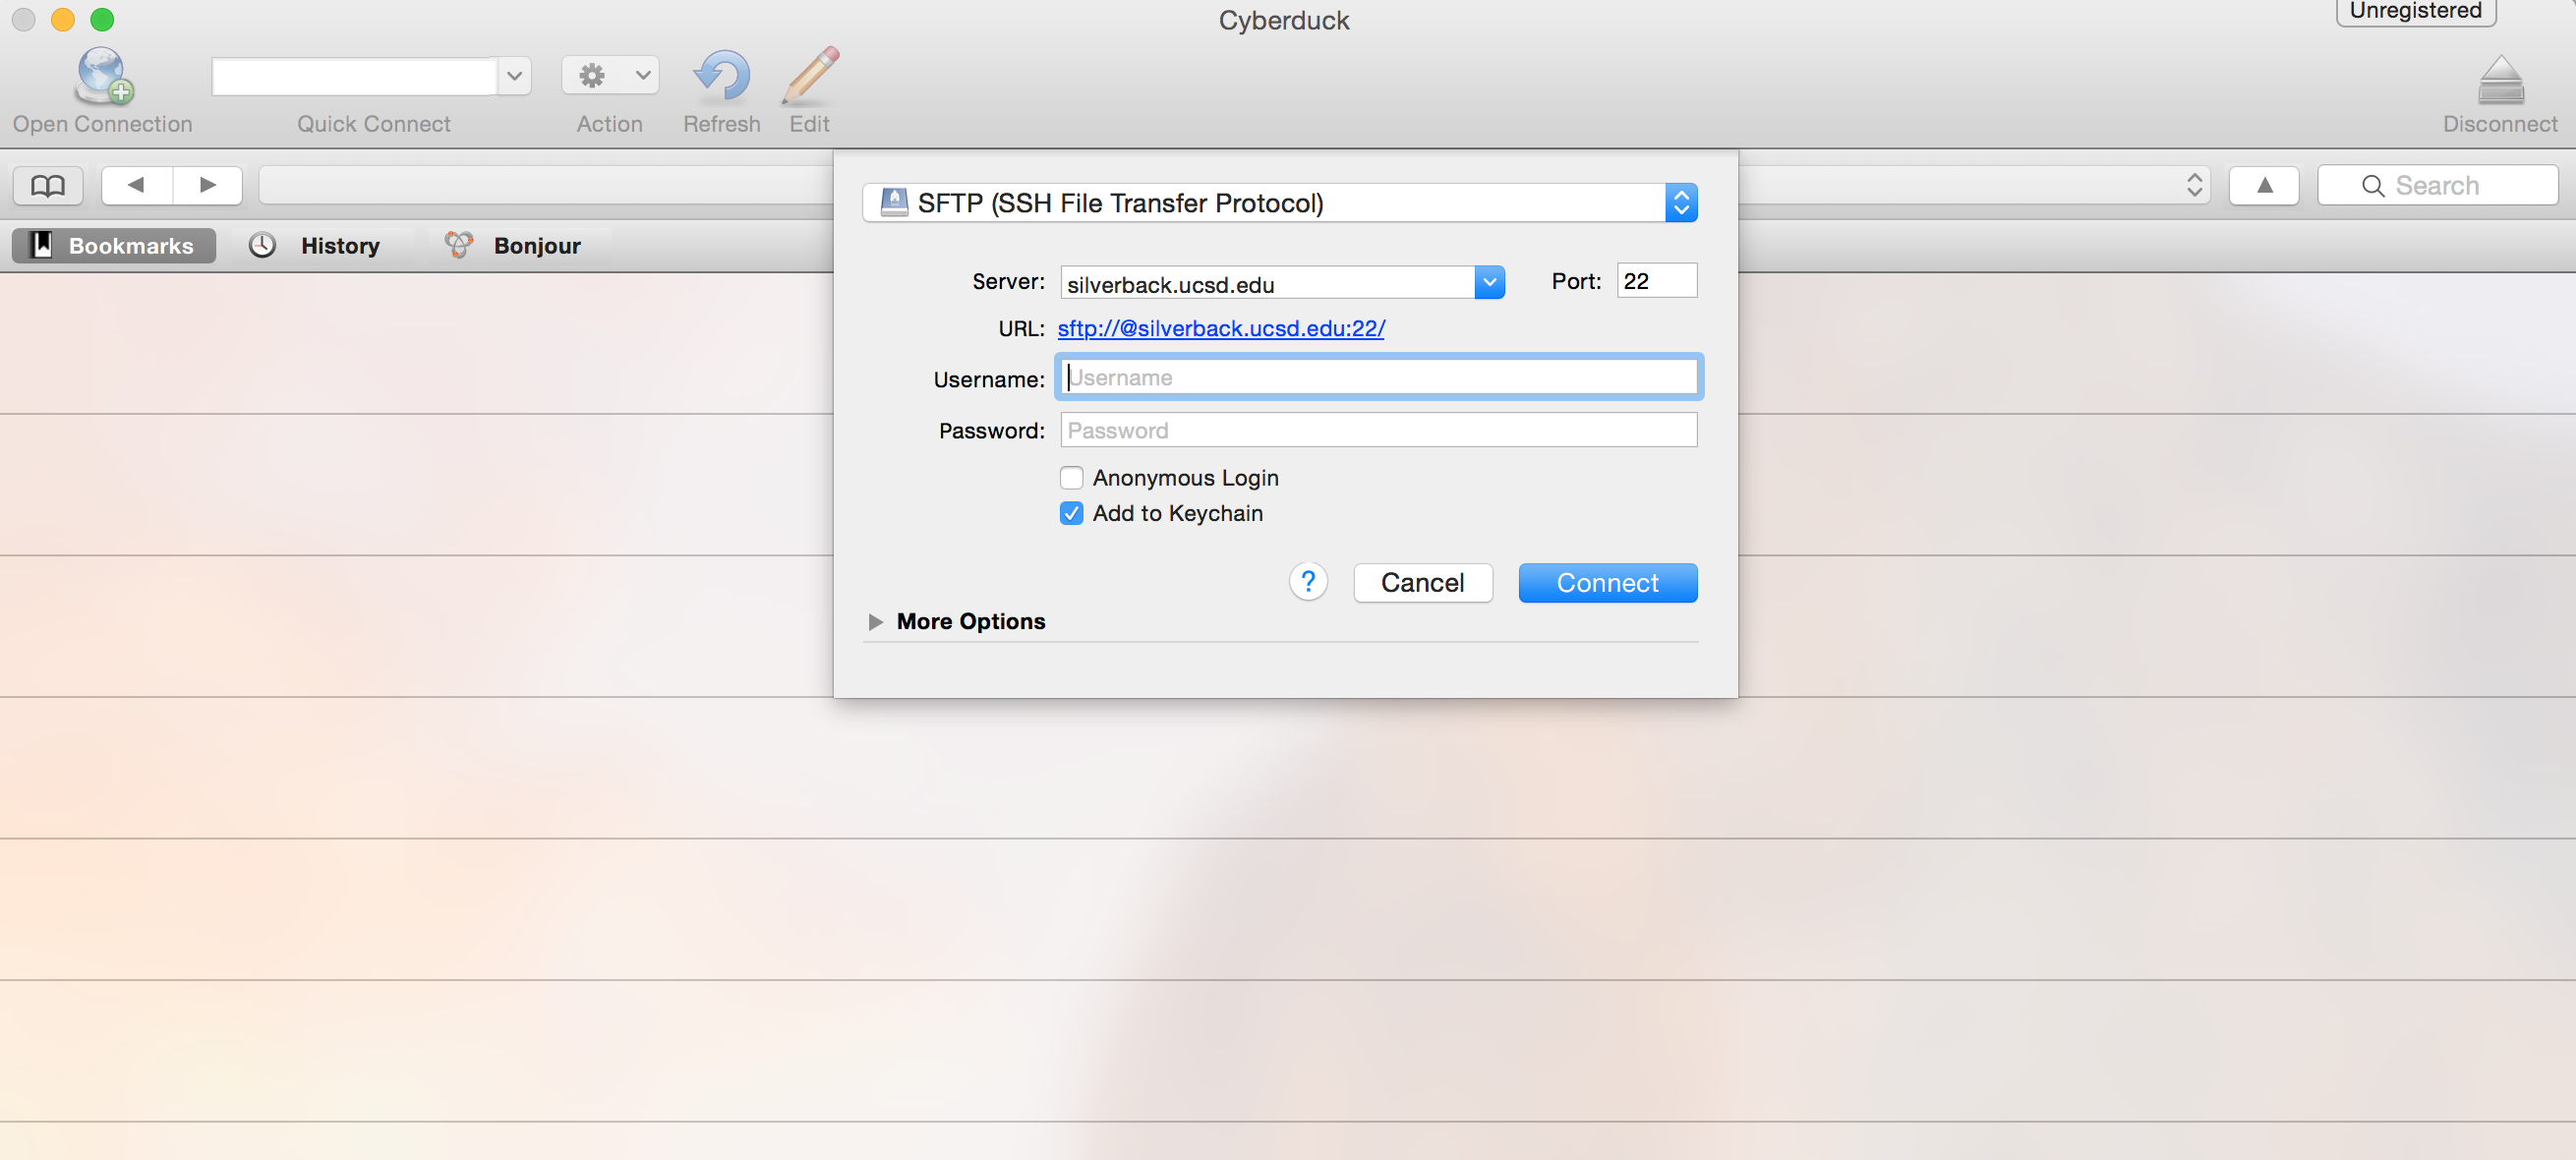 Cyberduck
Unregistered
Open Connection
Quick Connect
Action
Refresh
Edit
Disconnect
SFTP (SSH File Transfer Protocol)
Search
Bookmarks
History
Bonjour
Server: silverback.ucsd.edu Port: 22
URL: sftp://@silverback.ucsd.edu:22/
Username: Username
Password: Password
Anonymous Login
Add to Keychain
? Cancel Connect
More Options